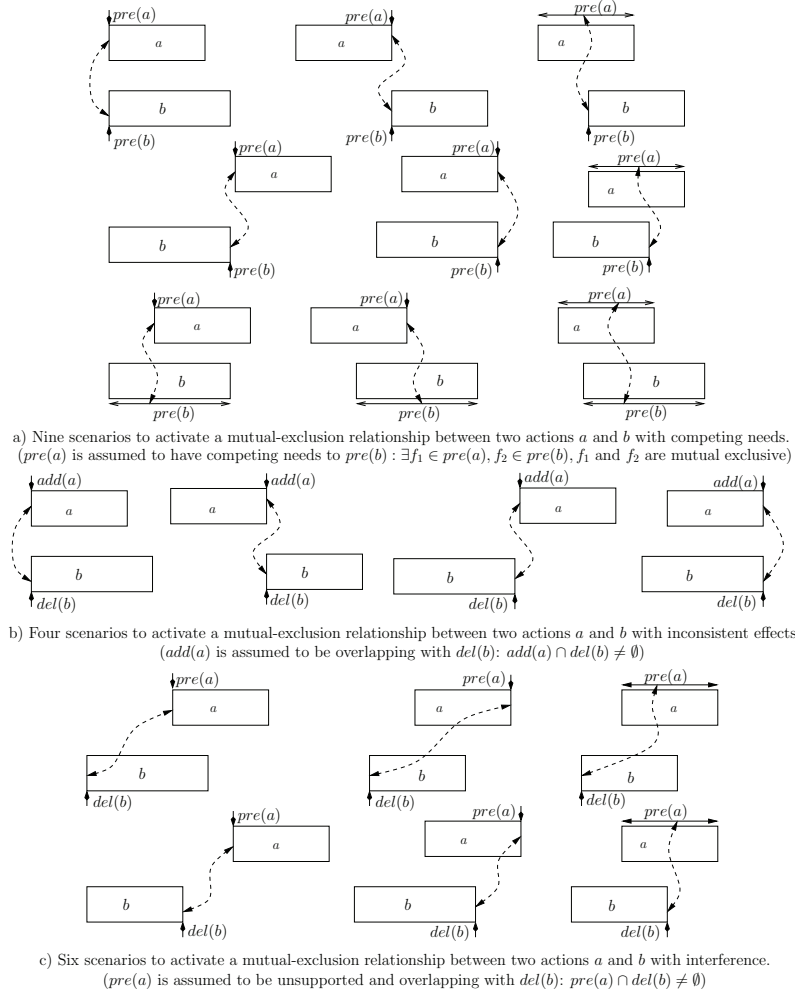 pre(a) pre(a)
a a a
b b b
pre(b) pre(b) pre(b)
pre(a) pre(a) pre(a)
a a a
b b b
pre(b) pre(b) pre(b)
pre(a) pre(a) pre(a)
a a a
b b b
pre(b) pre(b) pre(b)
a) Nine scenarios to activate a mutual-exclusion relationship between two actions a and b with competing needs.
(pre(a) is assumed to have competing needs to pre(b) : ∃f₁ ∈ pre(a), f₂ ∈ pre(b), f₁ and f₂ are mutual exclusive)
add(a) add(a) add(a) add(a)
a a a a
b b b b
del(b) del(b) del(b) del(b)
b) Four scenarios to activate a mutual-exclusion relationship between two actions a and b with inconsistent effects
(add(a) is assumed to be overlapping with del(b): add(a) ∩ del(b) ≠ ∅)
pre(a) pre(a) pre(a)
a a a
b b b
del(b) del(b) del(b)
pre(a) pre(a) pre(a)
a a a
b b b
del(b) del(b) del(b)
c) Six scenarios to activate a mutual-exclusion relationship between two actions a and b with interference.
(pre(a) is assumed to be unsupported and overlapping with del(b): pre(a) ∩ del(b) ≠ ∅)